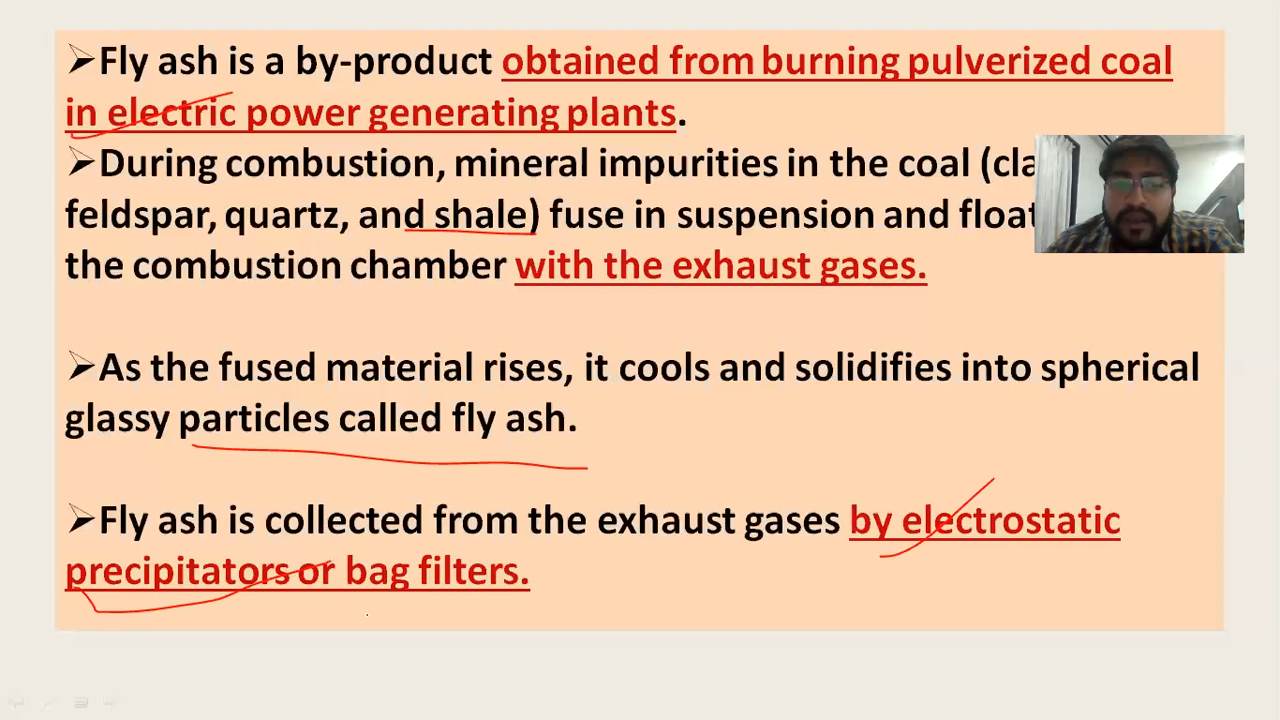 ➢Fly ash is a by-product obtained from burning pulverized coal
in electric power generating plants.
➢During combustion, mineral impurities in the coal
feldspar, quartz, and shale) fuse in suspension and float
the combustion chamber with the exhaust gases.
➢As the fused material rises, it cools and solidifies into spherical
glassy particles called fly ash.
➢Fly ash is collected from the exhaust gases by electrostatic
precipitators or bag filters.